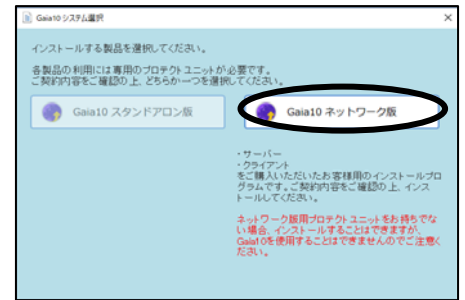 Gaia10 システム選択
インストールする製品を選択してください。
各製品の利用には専用のプロテクトユニットが必要です。
ご契約内容をご確認の上、どちらか一つを選択してください。
Gaia10 スタンドアロン版
Gaia10 ネットワーク版
・サーバー
・クライアント
をご購入いただいたお客様用のインストールプロ
グラムです。ご契約内容をご確認の上、インス
トールしてください。
ネットワーク版用プロテクトユニットをお持ちでな
い場合、インストールすることはできますが、
Gaia10を使用することはできませんのでご注意く
ださい。